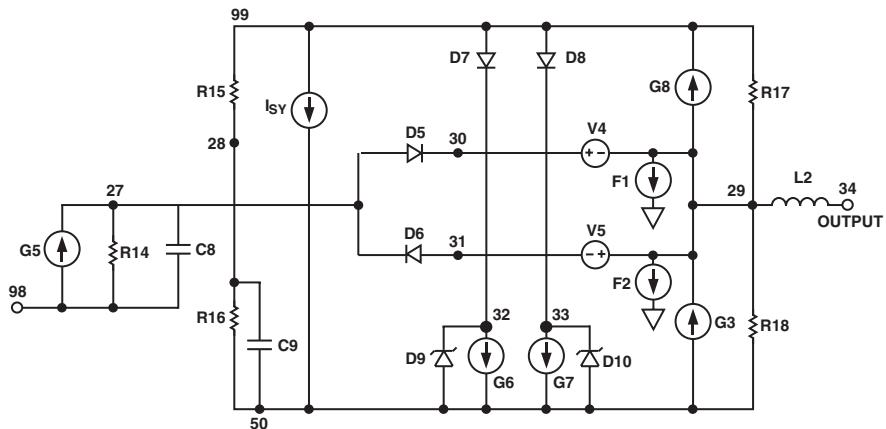 99
D7
D8
R15
I SY
G8
R17
D5
30
V4
28
+ -
F1
27
29
L2
34
OUTPUT
G5
R14
C8
D6
31
V5
- +
F2
98
R16
C9
32
33
G3
R18
D9
G6
G7
D10
50